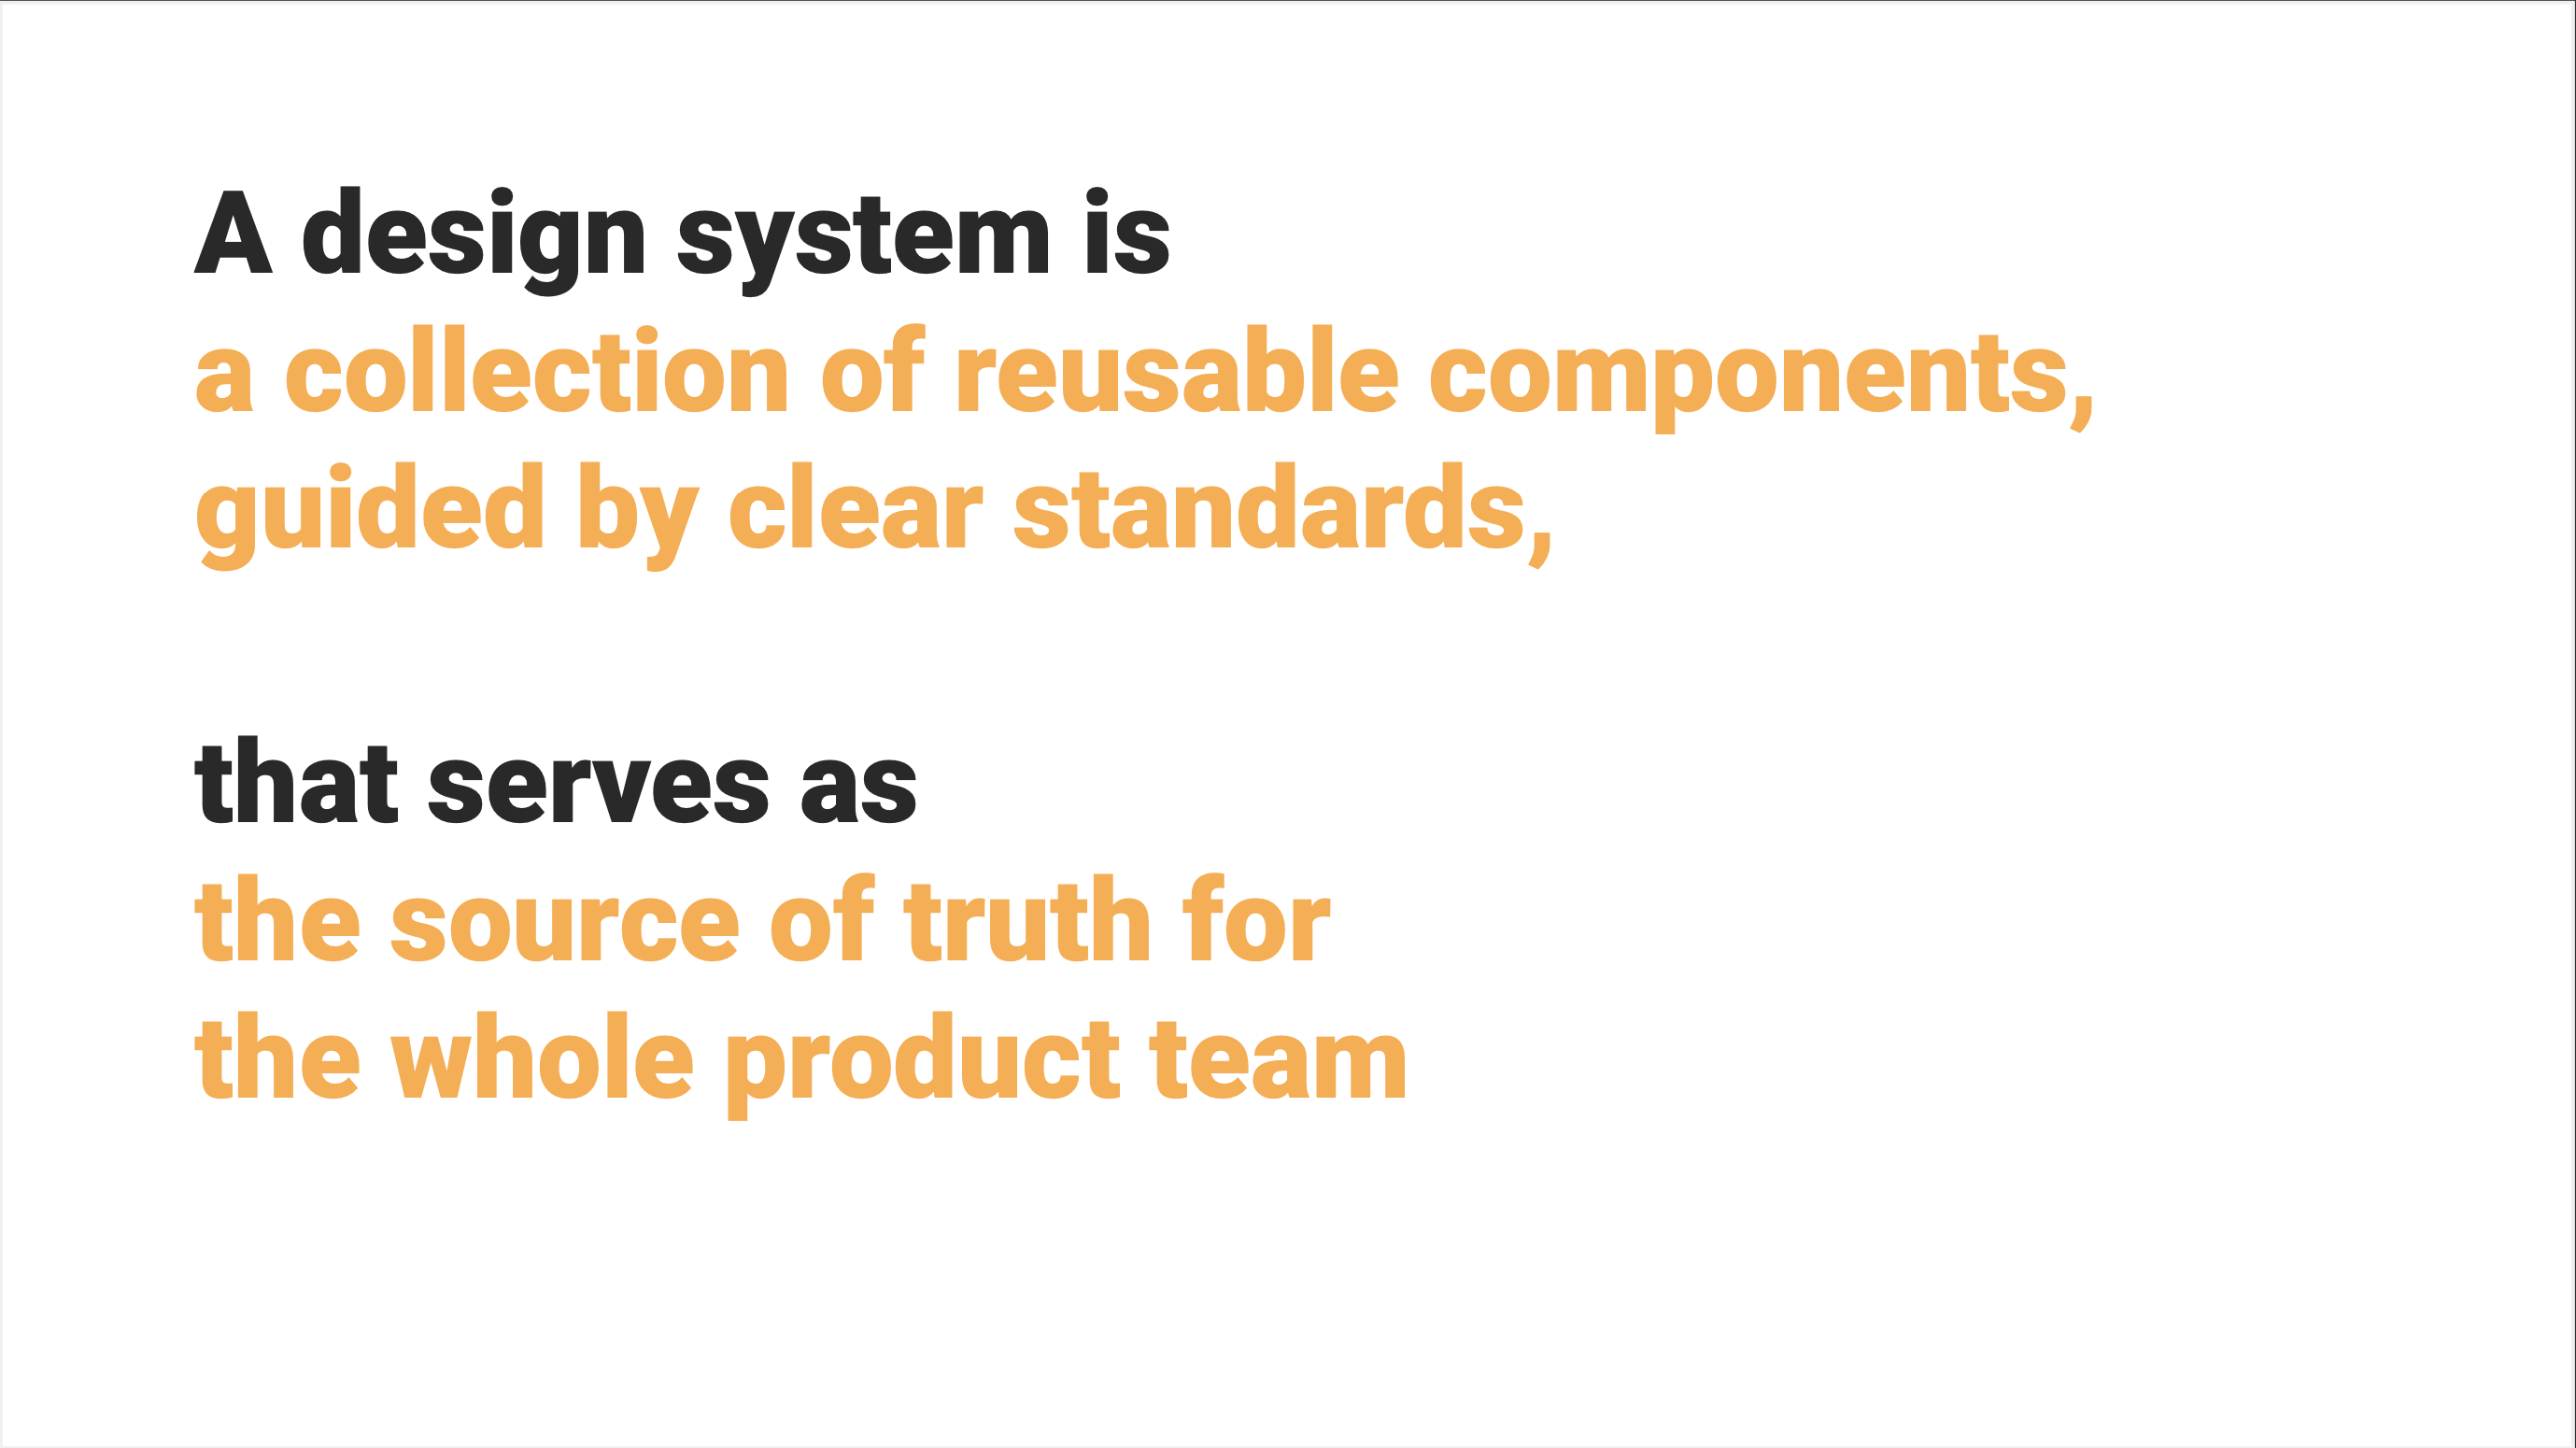 A design system is
a collection of reusable components,
guided by clear standards,
that serves as
the source of truth for
the whole product team